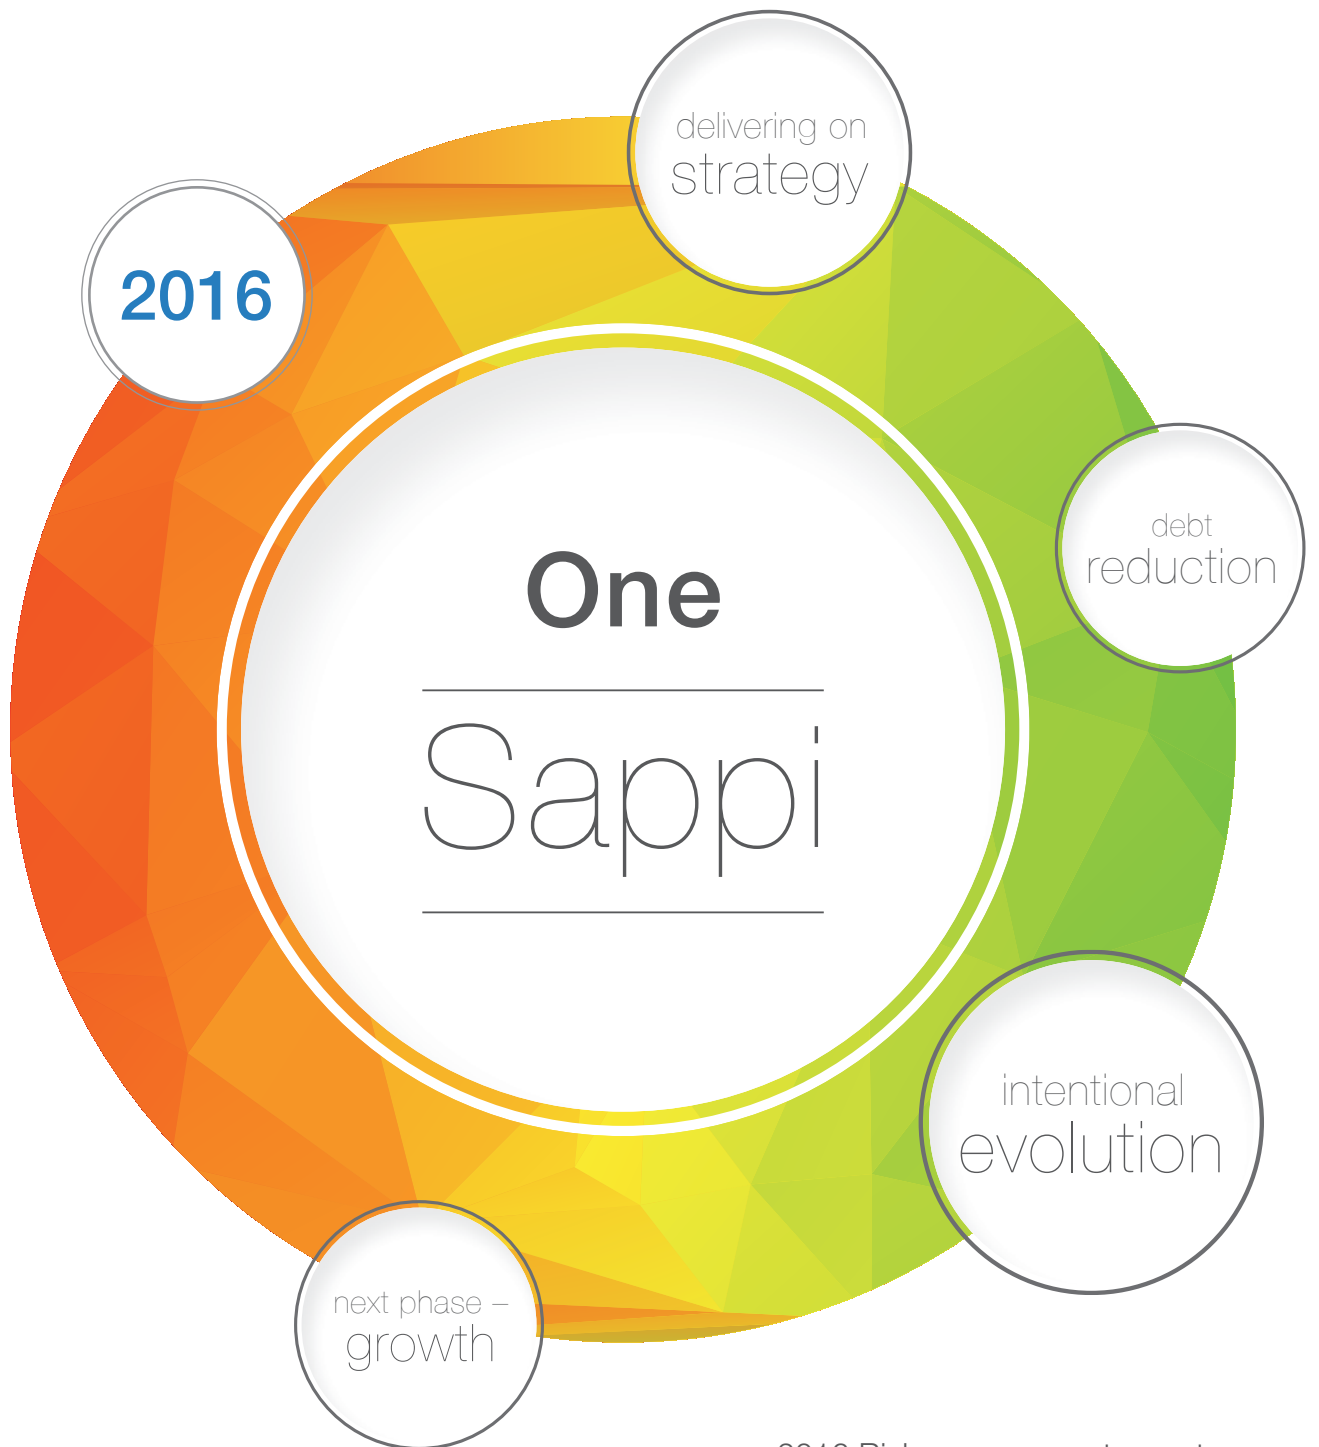 delivering on
strategy
2016
debt
reduction
One
Sappi
intentional
evolution
next phase –
growth